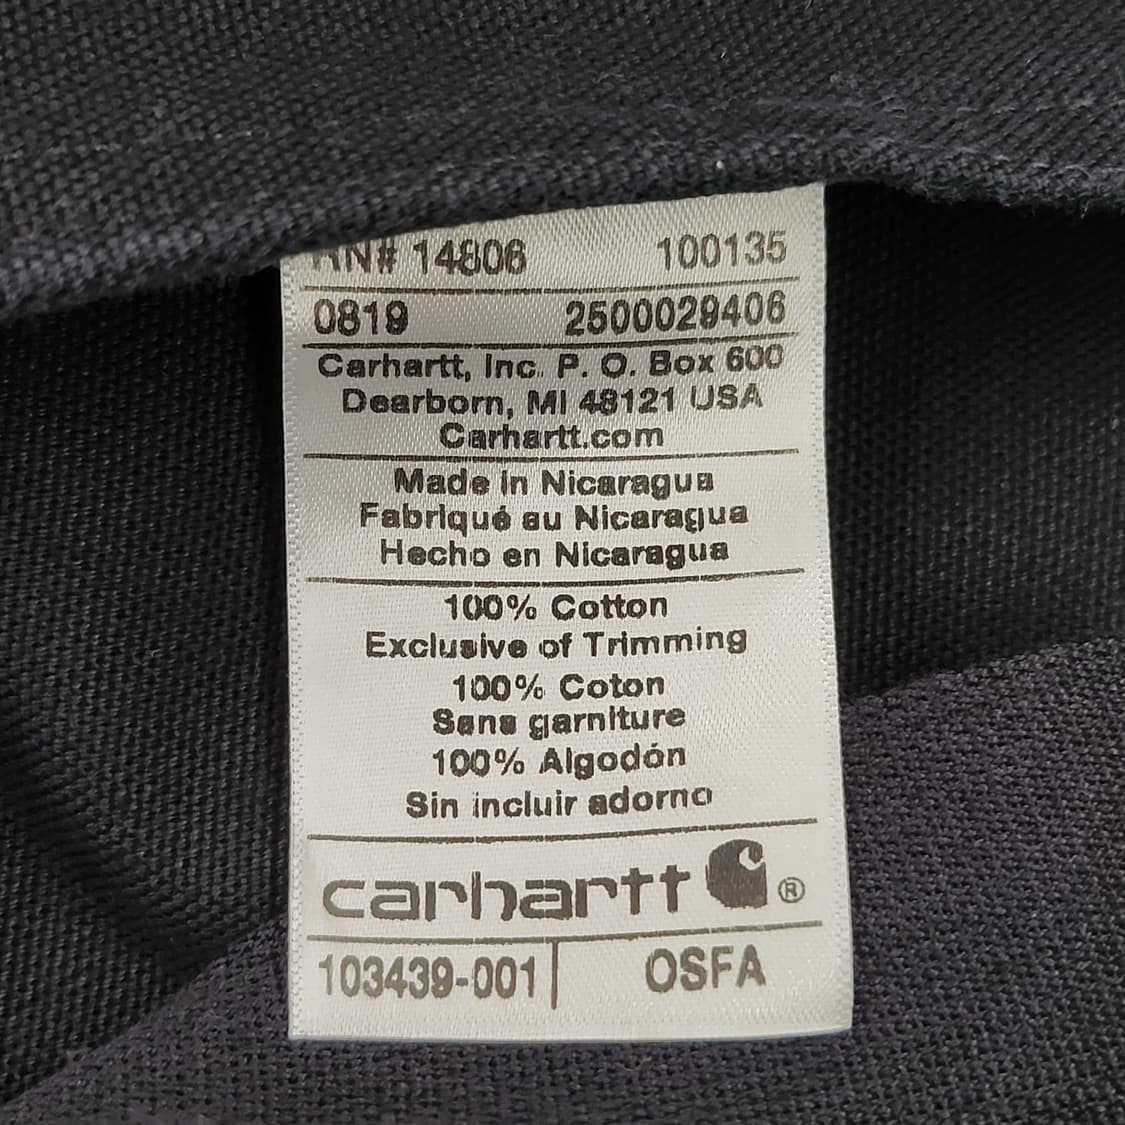 RN# 14806 100135
0819 2500029406
Carhartt, Inc. P. O. Box 600
Dearborn, MI 48121 USA
Carhartt.com
Made in Nicaragua
Fabriqué au Nicaragua
Hecho en Nicaragua
100% Cotton
Exclusive of Trimming
100% Coton
Sans garniture
100% Algodón
Sin incluir adorno
carhartt ®
103439-001 OSFA